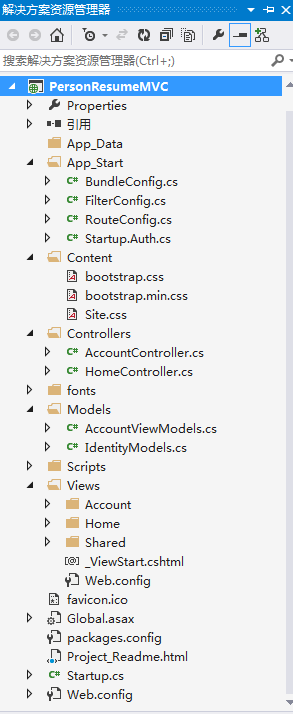 解决方案资源管理器
搜索解决方案资源管理器(Ctrl+;)
PersonResumeMVC
Properties
引用
App_Data
App_Start
C# BundleConfig.cs
C# FilterConfig.cs
C# RouteConfig.cs
C# Startup.Auth.cs
Content
bootstrap.css
bootstrap.min.css
Site.css
Controllers
C# AccountController.cs
C# HomeController.cs
fonts
Models
C# AccountViewModels.cs
C# IdentityModels.cs
Scripts
Views
Account
Home
Shared
_ViewStart.cshtml
Web.config
favicon.ico
Global.asax
packages.config
Project_Readme.html
C# Startup.cs
Web.config